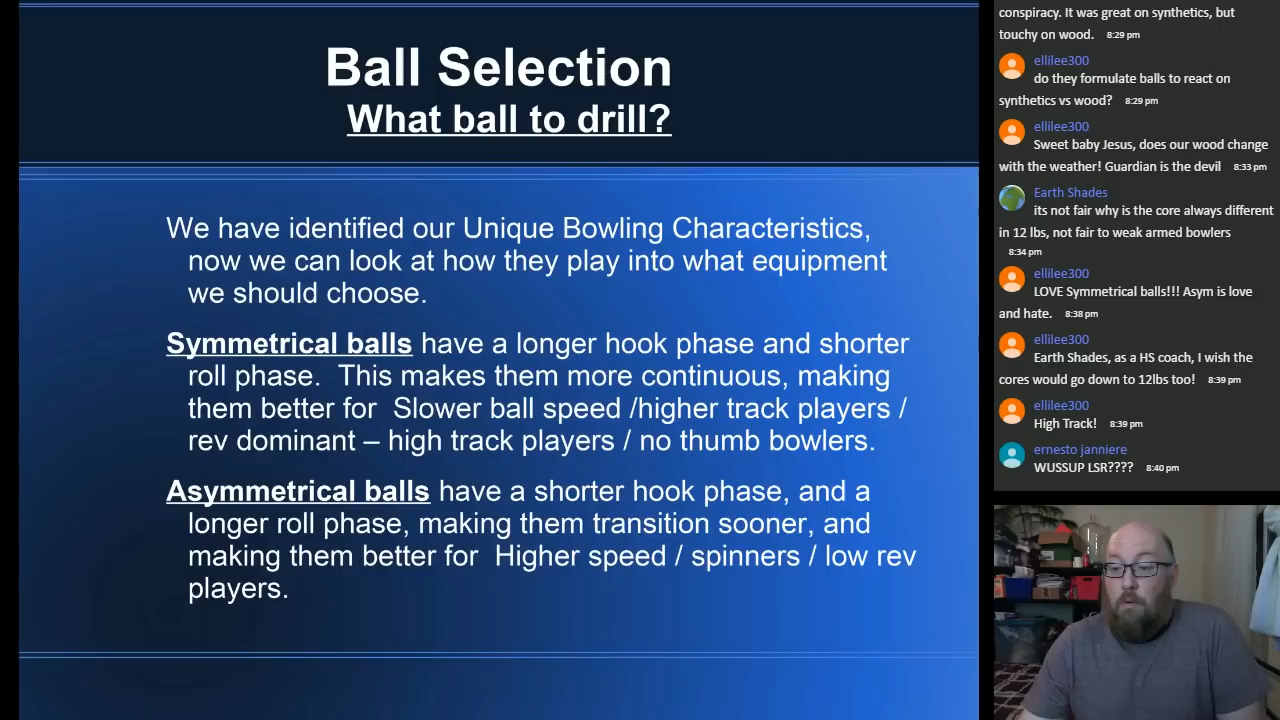 Ball Selection
What ball to drill?
We have identified our Unique Bowling Characteristics,
now we can look at how they play into what equipment
we should choose.
Symmetrical balls have a longer hook phase and shorter
roll phase.  This makes them more continuous, making
them better for  Slower ball speed /higher track players /
rev dominant – high track players / no thumb bowlers.
Asymmetrical balls have a shorter hook phase, and a
longer roll phase, making them transition sooner, and
making them better for  Higher speed / spinners / low rev
players.
conspiracy. It was great on synthetics, but
touchy on wood. 8:29 pm
ellilee300
do they formulate balls to react on
synthetics vs wood? 8:29 pm
ellilee300
Sweet baby Jesus, does our wood change
with the weather! Guardian is the devil 8:33 pm
Earth Shades
its not fair why is the core always different
in 12 lbs, not fair to weak armed bowlers
8:34 pm
ellilee300
LOVE Symmetrical balls!!! Asym is love
and hate. 8:38 pm
ellilee300
Earth Shades, as a HS coach, I wish the
cores would go down to 12lbs too! 8:39 pm
ellilee300
High Track! 8:39 pm
ernesto janniere
WUSSUP LSR???? 8:40 pm